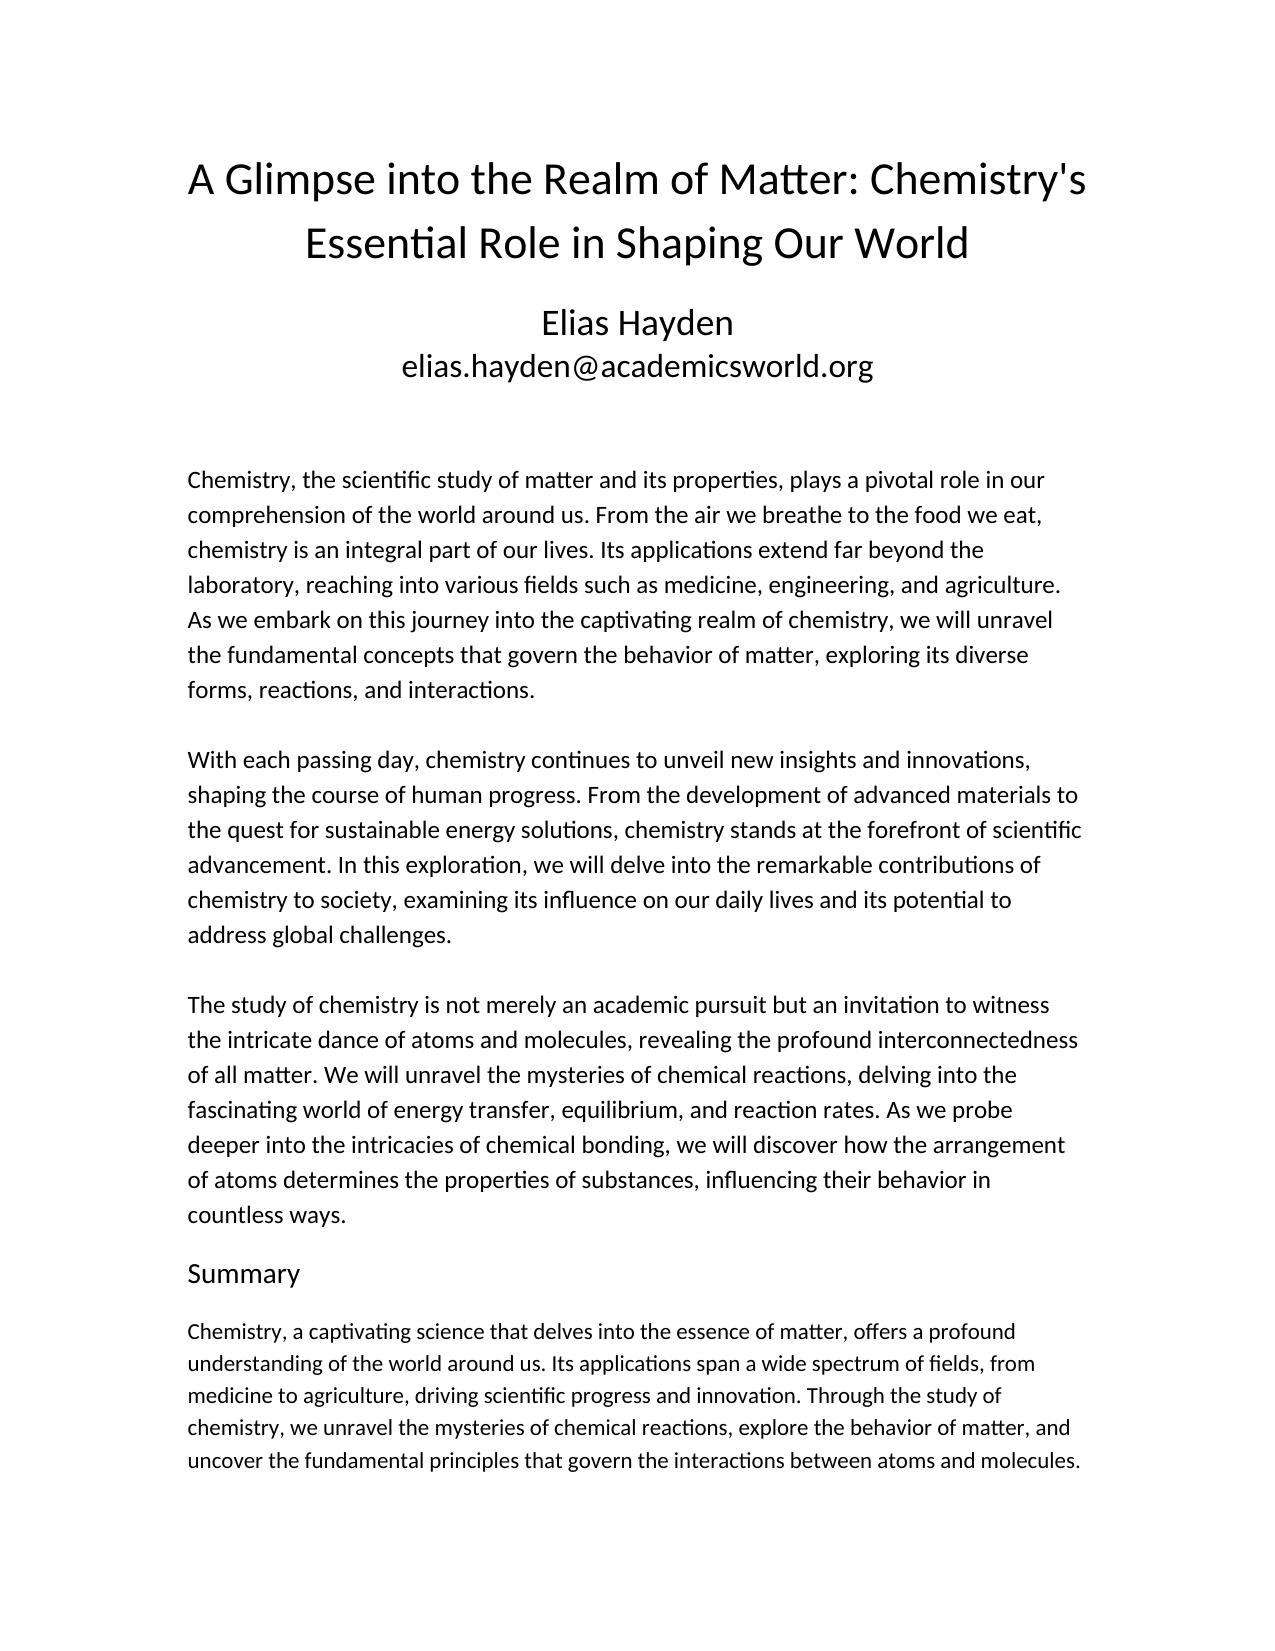 A Glimpse into the Realm of Matter: Chemistry's
Essential Role in Shaping Our World
Elias Hayden
elias.hayden@academicsworld.org
Chemistry, the scientific study of matter and its properties, plays a pivotal role in our
comprehension of the world around us. From the air we breathe to the food we eat,
chemistry is an integral part of our lives. Its applications extend far beyond the
laboratory, reaching into various fields such as medicine, engineering, and agriculture.
As we embark on this journey into the captivating realm of chemistry, we will unravel
the fundamental concepts that govern the behavior of matter, exploring its diverse
forms, reactions, and interactions.
With each passing day, chemistry continues to unveil new insights and innovations,
shaping the course of human progress. From the development of advanced materials to
the quest for sustainable energy solutions, chemistry stands at the forefront of scientific
advancement. In this exploration, we will delve into the remarkable contributions of
chemistry to society, examining its influence on our daily lives and its potential to
address global challenges.
The study of chemistry is not merely an academic pursuit but an invitation to witness
the intricate dance of atoms and molecules, revealing the profound interconnectedness
of all matter. We will unravel the mysteries of chemical reactions, delving into the
fascinating world of energy transfer, equilibrium, and reaction rates. As we probe
deeper into the intricacies of chemical bonding, we will discover how the arrangement
of atoms determines the properties of substances, influencing their behavior in
countless ways.
Summary
Chemistry, a captivating science that delves into the essence of matter, offers a profound
understanding of the world around us. Its applications span a wide spectrum of fields, from
medicine to agriculture, driving scientific progress and innovation. Through the study of
chemistry, we unravel the mysteries of chemical reactions, explore the behavior of matter, and
uncover the fundamental principles that govern the interactions between atoms and molecules.